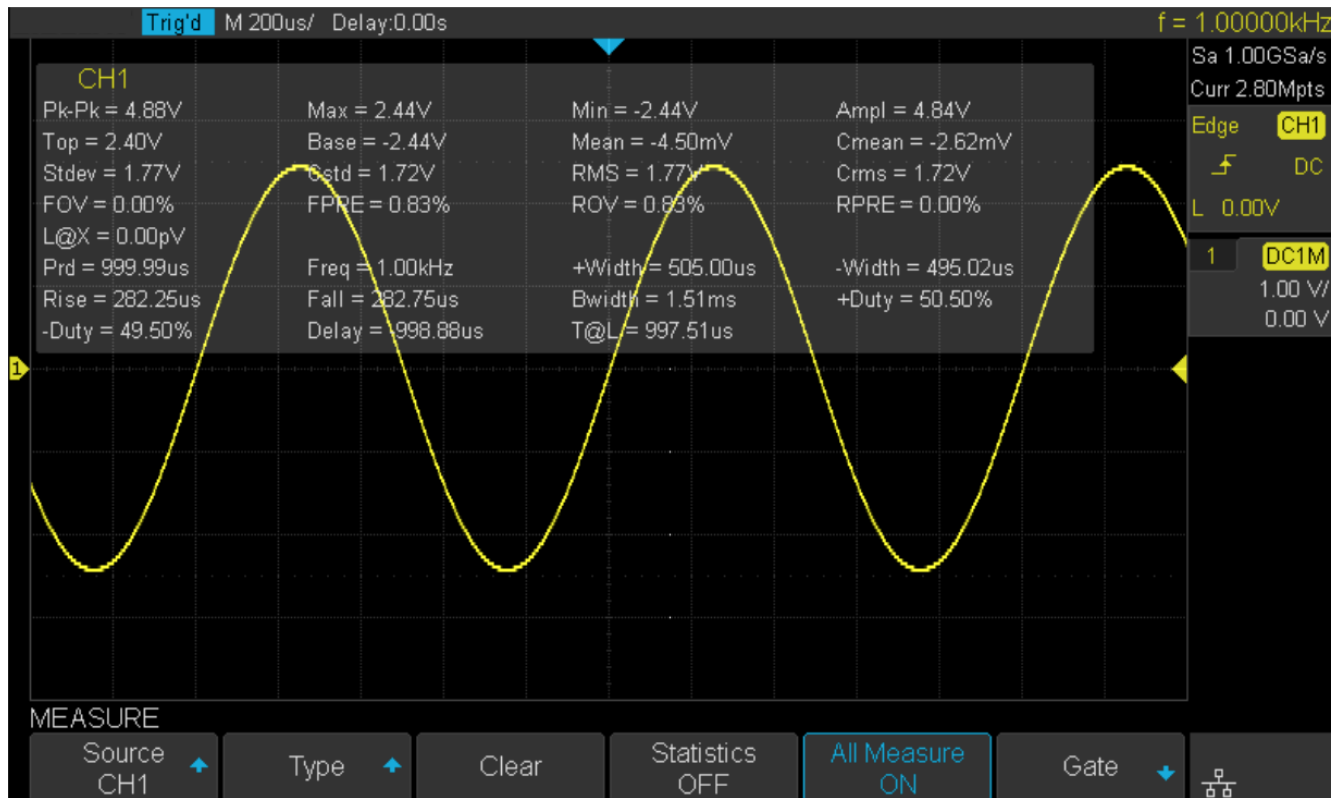 Trig'd M 200us/ Delay:0.00s f = 1.00000kHz
Sa 1.00GSa/s
Curr 2.80Mpts
Edge CH1
DC
L 0.00V
1 DC1M
1.00 V/
0.00 V
CH1
Pk-Pk = 4.88V Max = 2.44V Min = -2.44V Ampl = 4.84V
Top = 2.40V Base = -2.44V Mean = -4.50mV Cmean = -2.62mV
Stdev = 1.77V Cstd = 1.72V RMS = 1.77V Crms = 1.72V
FOV = 0.00% FPRE = 0.83% ROV = 0.83% RPRE = 0.00%
L@X = 0.00pV
Prd = 999.99us Freq = 1.00kHz +Width = 505.00us -Width = 495.02us
Rise = 282.25us Fall = 282.75us Bwidth = 1.51ms +Duty = 50.50%
-Duty = 49.50% Delay = -998.88us T@L = 997.51us
1
MEASURE
Source CH1
Type
Clear
Statistics OFF
All Measure ON
Gate